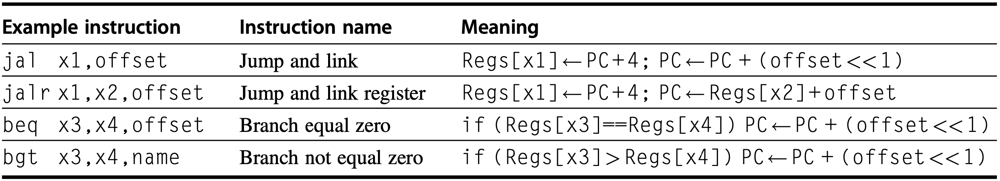 Example instruction Instruction name Meaning
jal x1,offset Jump and link Regs[x1]←PC+4; PC←PC + (offset<<1)
jalr x1,x2,offset Jump and link register Regs[x1]←PC+4; PC←Regs[x2]+offset
beq x3,x4,offset Branch equal zero if (Regs[x3]==Regs[x4]) PC←PC + (offset<<1)
bgt x3,x4,name Branch not equal zero if (Regs[x3]>Regs[x4]) PC←PC + (offset<<1)